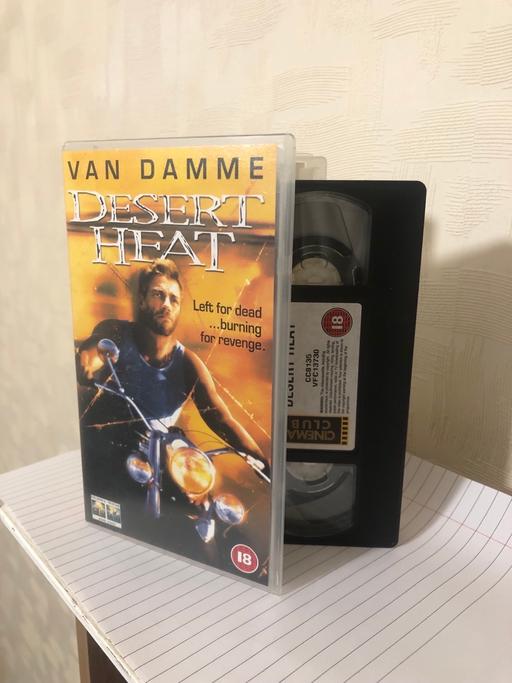 VAN DAMME
DESERT
HEAT
Left for dead
...burning
for revenge.
18
18
DESERT HEAT
CC8135
VFC13730
CINEMA
CLUB